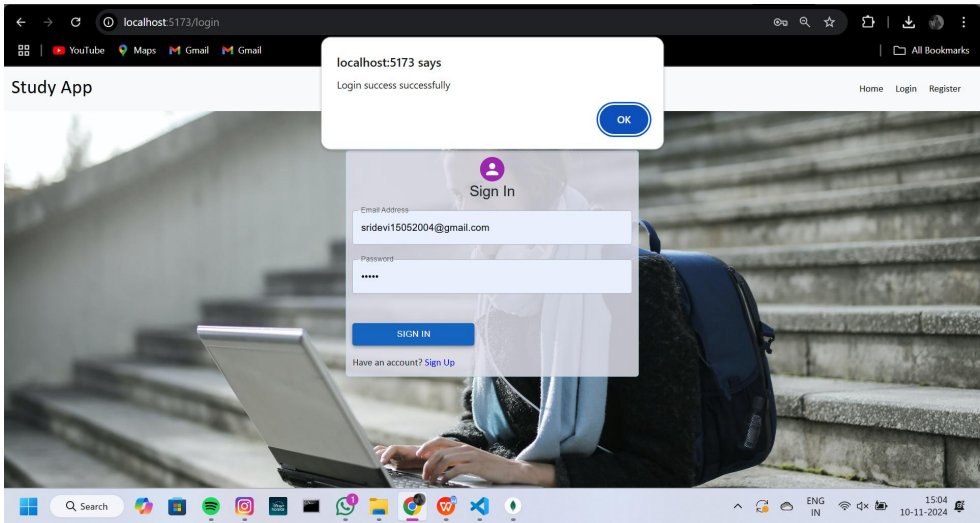 localhost:5173/login
YouTube Maps Gmail Gmail All Bookmarks
localhost:5173 says
Login success successfully
OK
Study App
Home Login Register
Sign In
Email Address
sridevi15052004@gmail.com
Password
•••••
SIGN IN
Have an account? Sign Up
Search
1
ENG
IN
15:04
10-11-2024